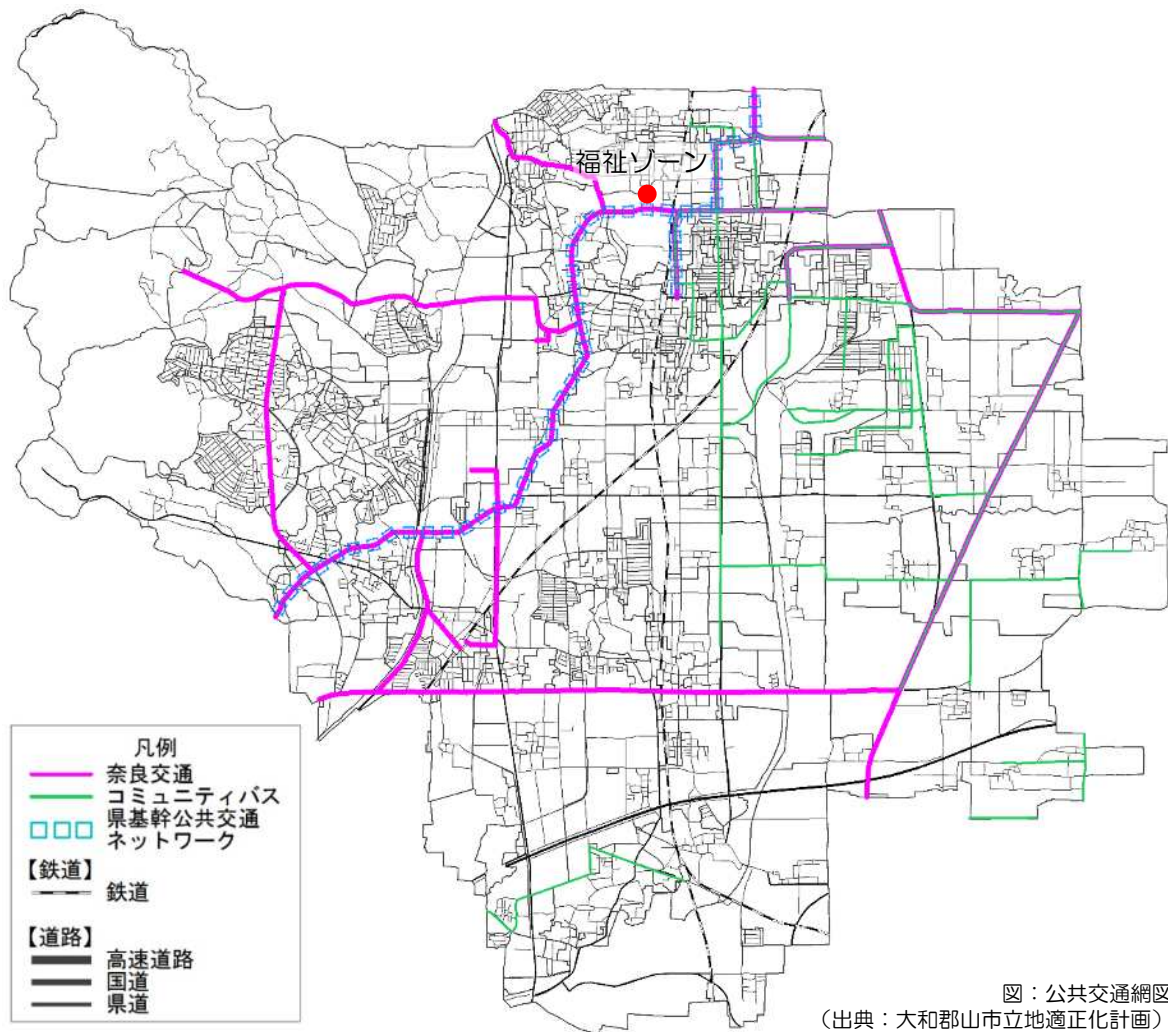 福祉ゾーン
凡例
奈良交通
コミュニティバス
県基幹公共交通
ネットワーク
【鉄道】
鉄道
【道路】
高速道路
国道
県道
図：公共交通網図
（出典：大和郡山市立地適正化計画）